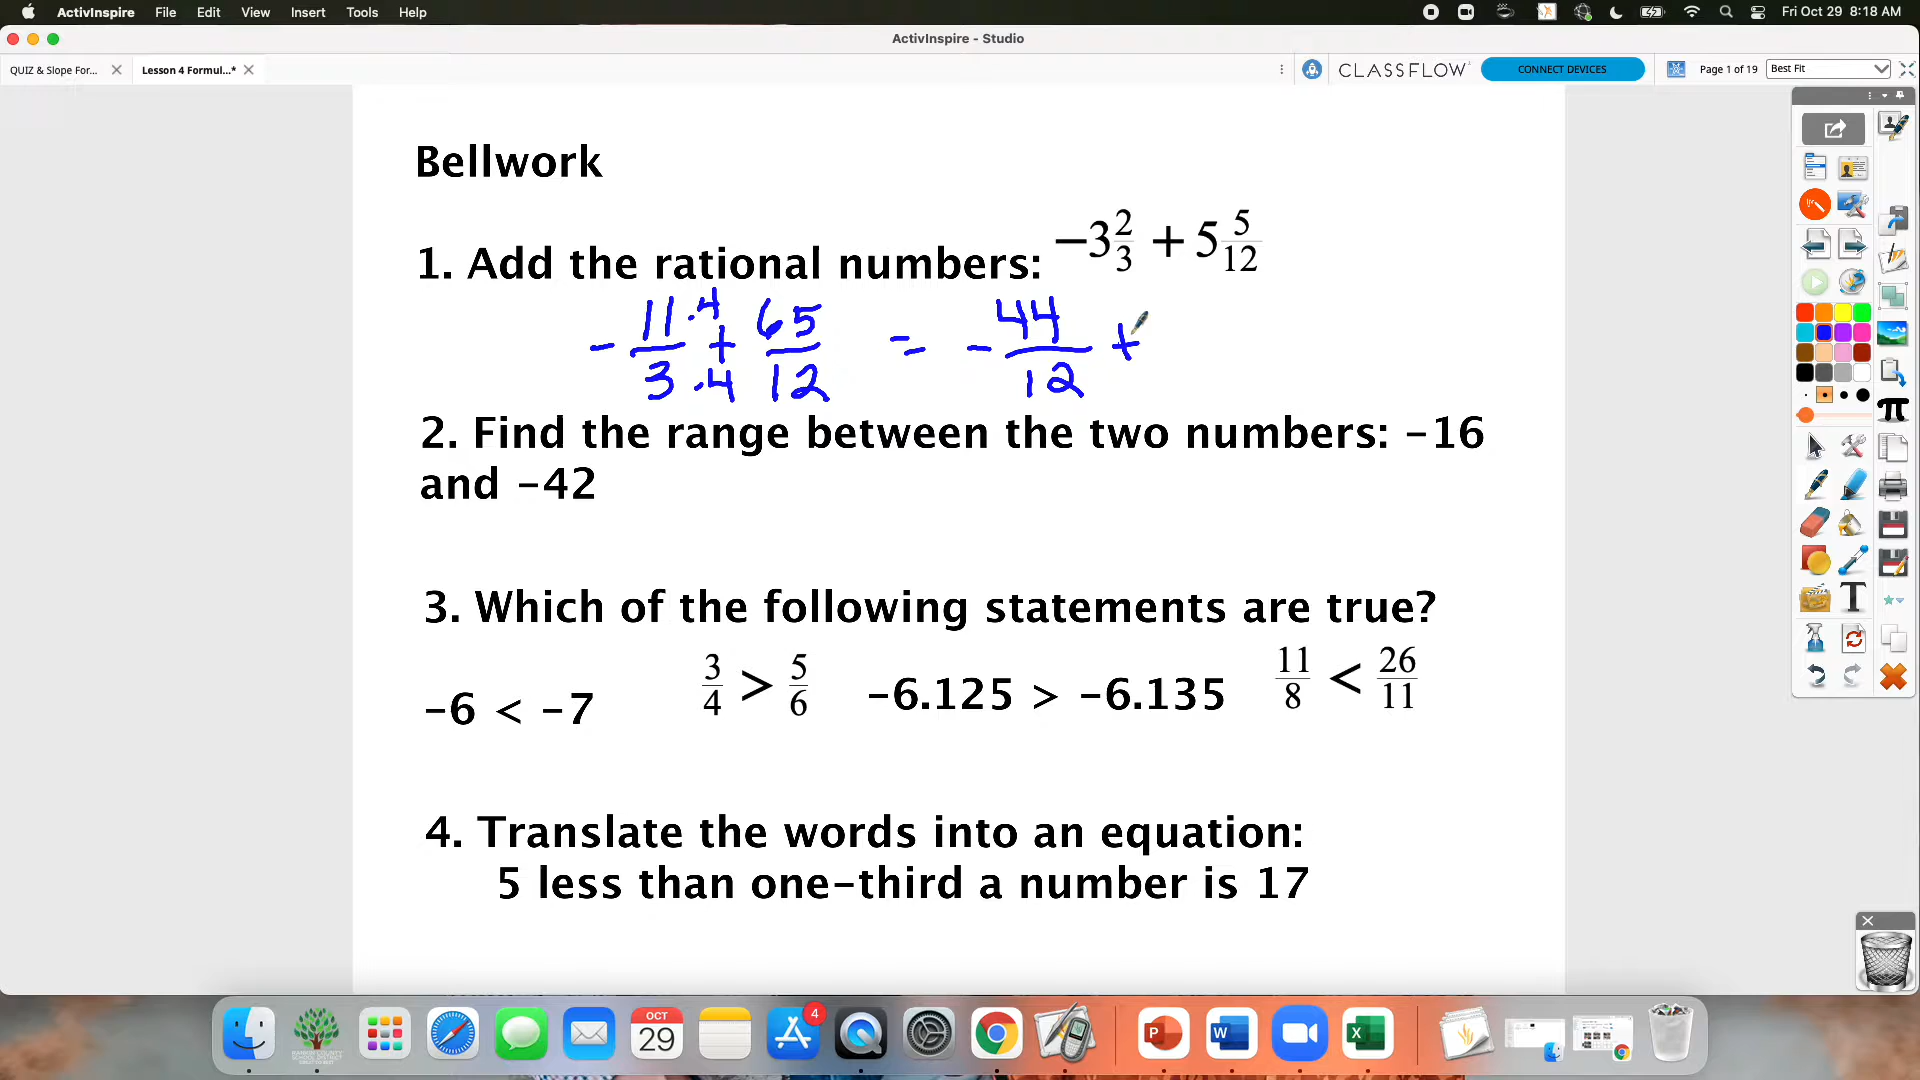 ActivInspire File Edit View Insert Tools Help Fri Oct 29 8:18 AM
ActivInspire - Studio
QUIZ & Slope For... Lesson 4 Formul...* CLASSFLOW CONNECT DEVICES Page 1 of 19 Best Fit
Bellwork
1. Add the rational numbers: −3 2/3 + 5 5/12
- 11·4/3·4 + 65/12 = - 44/12 +
2. Find the range between the two numbers: -16
and -42
3. Which of the following statements are true?
-6 < -7 3/4 > 5/6 -6.125 > -6.135 11/8 < 26/11
4. Translate the words into an equation:
5 less than one-third a number is 17
OCT
29
4
P W X